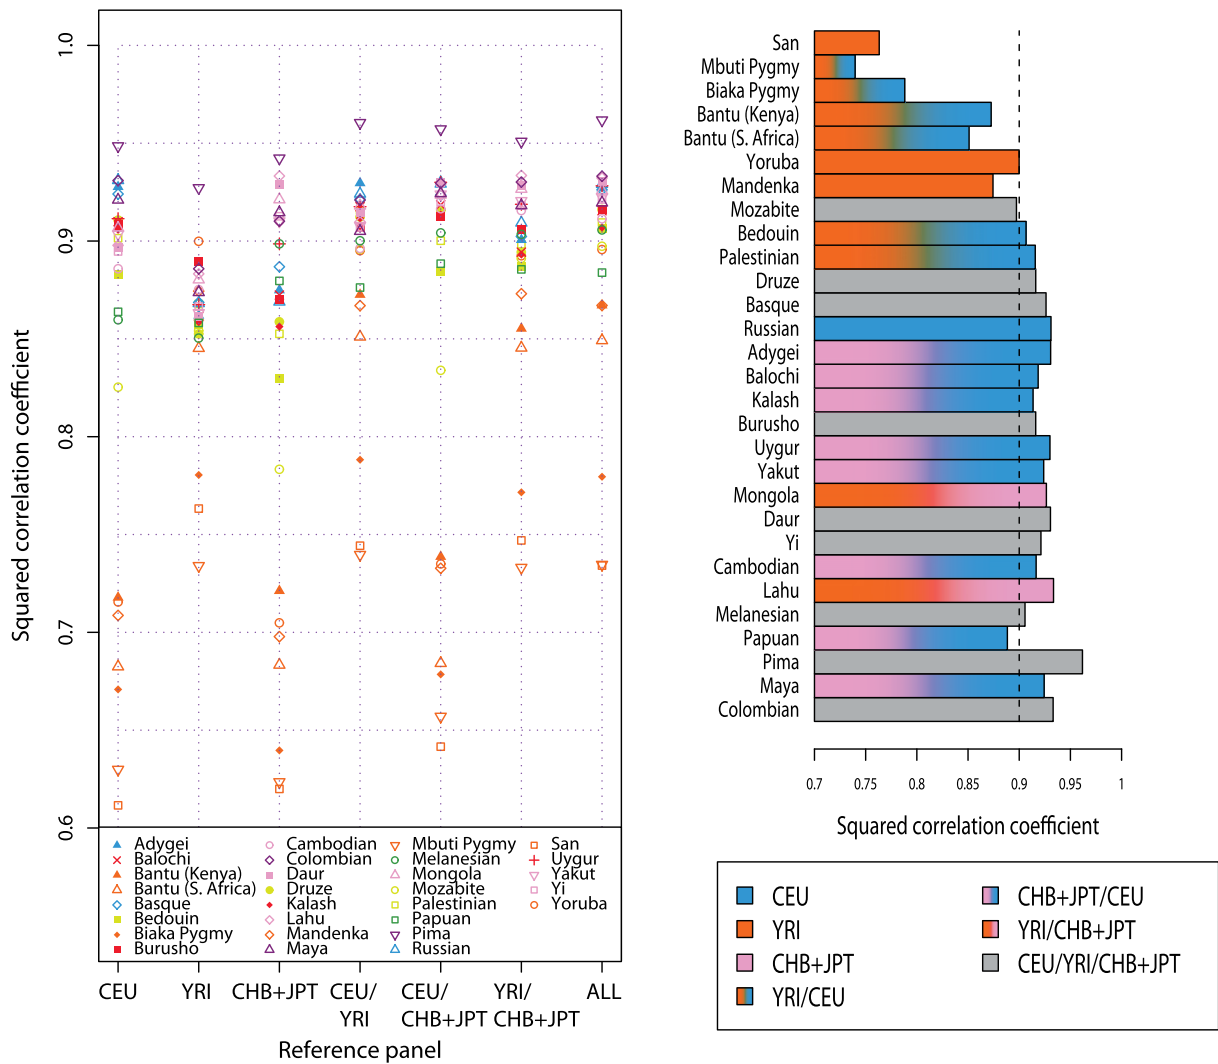 Squared correlation coefficient
1.0
0.9
0.8
0.7
0.6
Adygei
Balochi
Bantu (Kenya)
Bantu (S. Africa)
Basque
Bedouin
Biaka Pygmy
Burusho
Cambodian
Colombian
Daur
Druze
Kalash
Lahu
Mandenka
Maya
Mbuti Pygmy
Melanesian
Mongola
Mozabite
Palestinian
Papuan
Pima
Russian
San
Uygur
Yakut
Yi
Yoruba
CEU
YRI
CHB+JPT
CEU/
YRI
CEU/
CHB+JPT
YRI/
CHB+JPT
ALL
Reference panel
San
Mbuti Pygmy
Biaka Pygmy
Bantu (Kenya)
Bantu (S. Africa)
Yoruba
Mandenka
Mozabite
Bedouin
Palestinian
Druze
Basque
Russian
Adygei
Balochi
Kalash
Burusho
Uygur
Yakut
Mongola
Daur
Yi
Cambodian
Lahu
Melanesian
Papuan
Pima
Maya
Colombian
0.7
0.75
0.8
0.85
0.9
0.95
1
Squared correlation coefficient
CEU
YRI
CHB+JPT
YRI/CEU
CHB+JPT/CEU
YRI/CHB+JPT
CEU/YRI/CHB+JPT